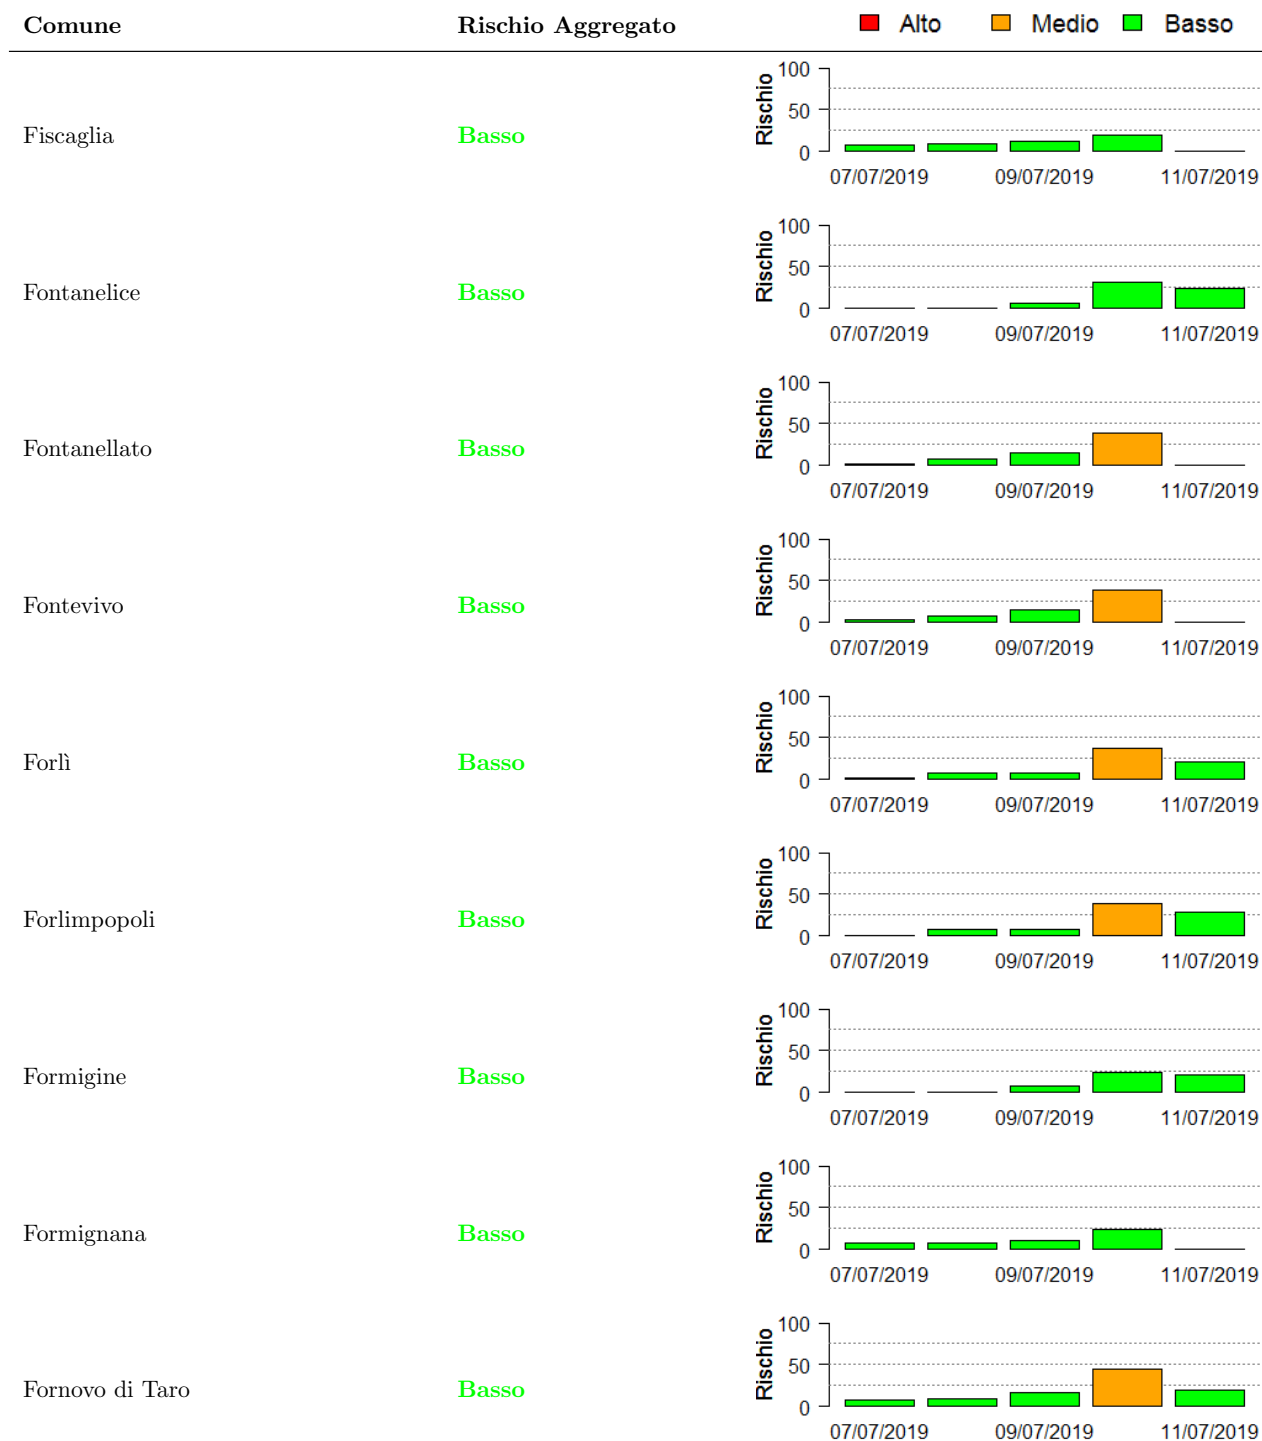 Comune Rischio Aggregato Alto Medio Basso
Fiscaglia Basso
Rischio
100
50
0
07/07/2019 09/07/2019 11/07/2019
Fontanelice Basso
Rischio
100
50
0
07/07/2019 09/07/2019 11/07/2019
Fontanellato Basso
Rischio
100
50
0
07/07/2019 09/07/2019 11/07/2019
Fontevivo Basso
Rischio
100
50
0
07/07/2019 09/07/2019 11/07/2019
Forlì Basso
Rischio
100
50
0
07/07/2019 09/07/2019 11/07/2019
Forlimpopoli Basso
Rischio
100
50
0
07/07/2019 09/07/2019 11/07/2019
Formigine Basso
Rischio
100
50
0
07/07/2019 09/07/2019 11/07/2019
Formignana Basso
Rischio
100
50
0
07/07/2019 09/07/2019 11/07/2019
Fornovo di Taro Basso
Rischio
100
50
0
07/07/2019 09/07/2019 11/07/2019